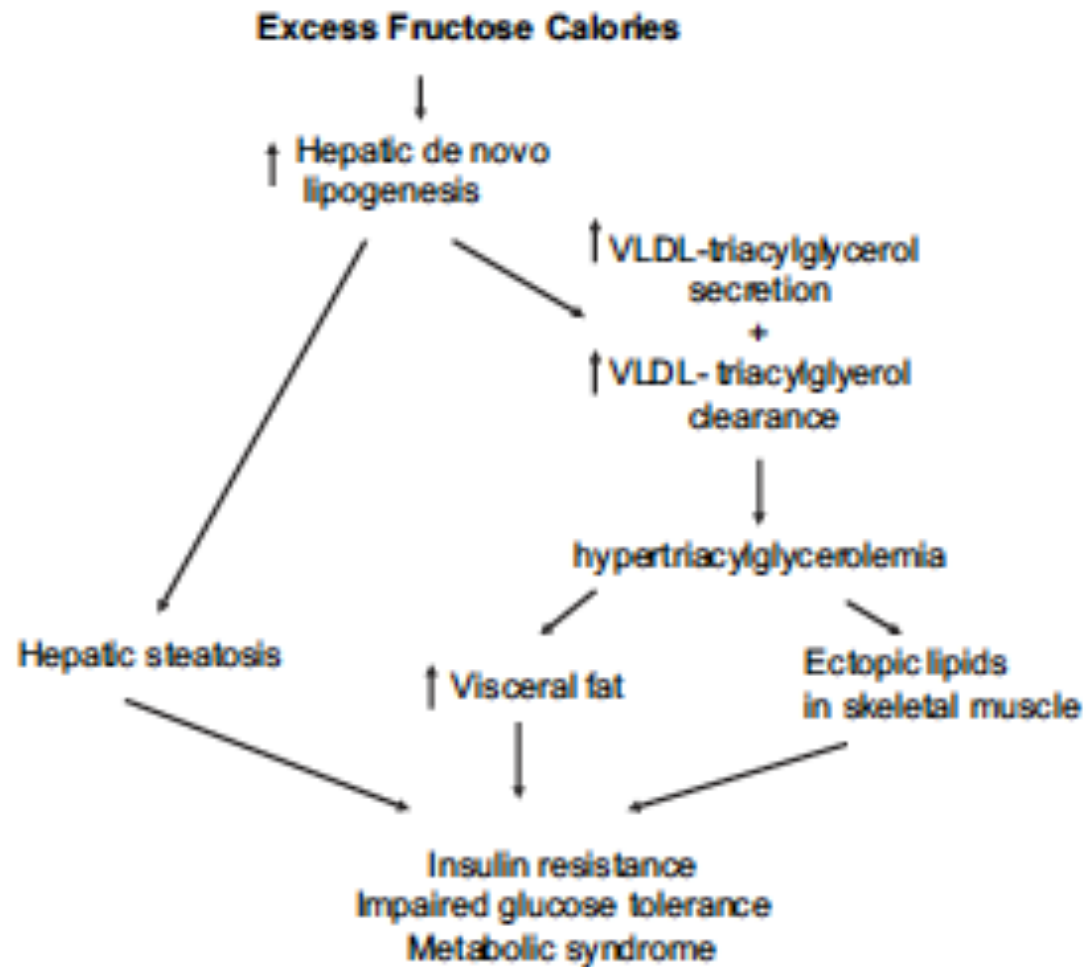 Excess Fructose Calories
↑ Hepatic de novo
lipogenesis
↑ VLDL-triacylglycerol
secretion
+
↑ VLDL- triacylglyerol
clearance
hypertriacylglycerolemia
Hepatic steatosis
↑ Visceral fat
Ectopic lipids
in skeletal muscle
Insulin resistance
Impaired glucose tolerance
Metabolic syndrome